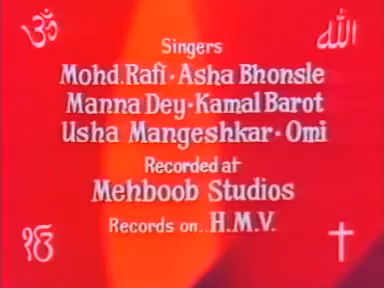 ॐ الله
Singers
Mohd.Rafi · Asha Bhonsle
Manna Dey · Kamal Barot
Usha Mangeshkar · Omi
Recorded at
Mehboob Studios
Records on.. H.M.V.
ੴ